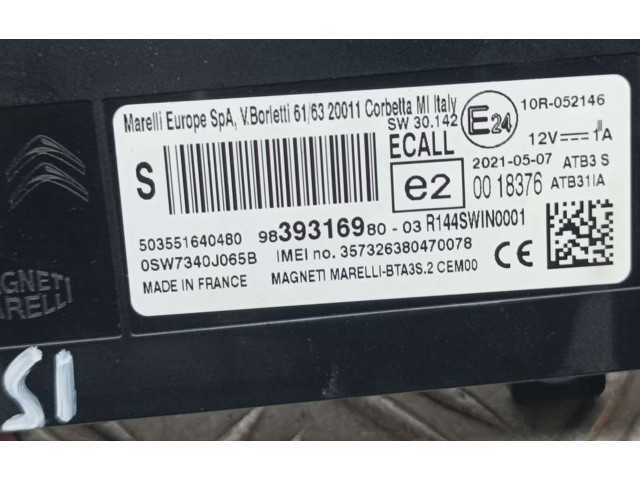 Marelli Europe SpA, V.Borletti 61/63 20011 Corbetta MI Italy
SW 30.142
ECALL
E24
10R-052146
12V 1A
S
e2
2021-05-07 ATB3 S
00 18376 ATB31IA
503551640480 9839316980-03 R144SWIN0001
0SW7340J065B IMEI no. 357326380470078
MADE IN FRANCE MAGNETI MARELLI-BTA3S.2 CEM00
CE
MAGNETI
MARELLI
SI